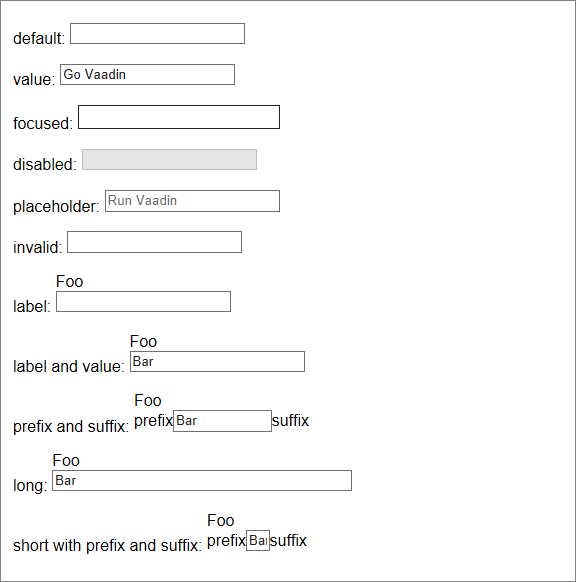 default:
value: Go Vaadin
focused:
disabled:
placeholder: Run Vaadin
invalid:
Foo
label:
Foo
label and value: Bar
Foo
prefix and suffix: prefix Bar suffix
Foo
long: Bar
Foo
short with prefix and suffix: prefix Ba suffix